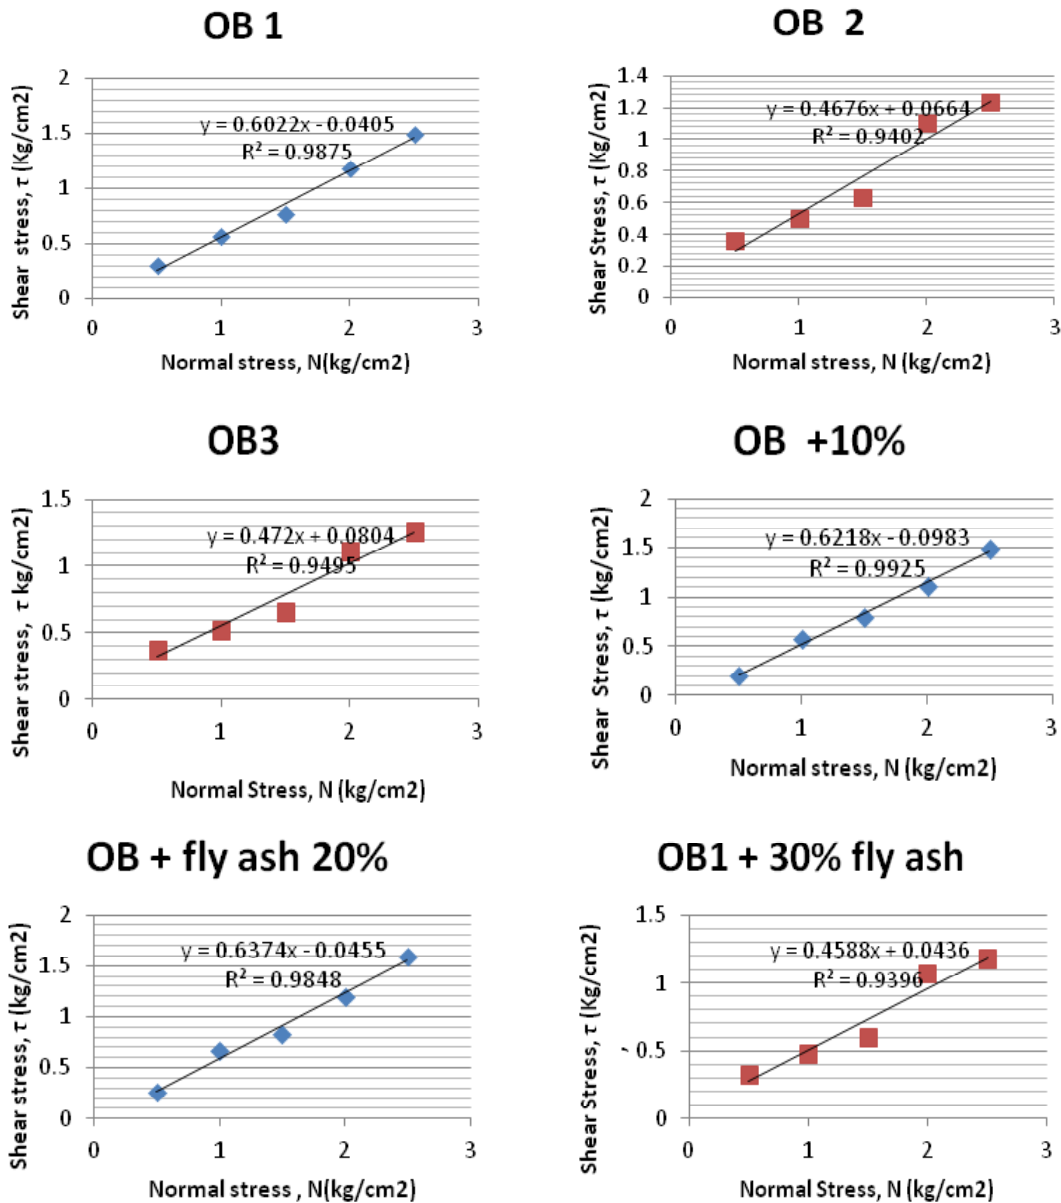 OB 1
Shear stress, τ (Kg/cm2)
2
1.5
1
0.5
0
y = 0.6022x - 0.0405
R² = 0.9875
0 1 2 3
Normal stress, N(kg/cm2)
OB 2
Shear Stress, τ (Kg/cm2)
1.4
1.2
1
0.8
0.6
0.4
0.2
0
y = 0.4676x + 0.0664
R² = 0.9402
0 1 2 3
Normal stress, N (kg/cm2)
OB3
Shear stress, τ kg/cm2)
1.5
1
0.5
0
y = 0.472x + 0.0804
R² = 0.9495
0 1 2 3
Normal Stress, N (kg/cm2)
OB +10%
Shear Stress, τ (kg/cm2)
2
1.5
1
0.5
0
y = 0.6218x - 0.0983
R² = 0.9925
0 1 2 3
Normal stress, N (kg/cm2)
OB + fly ash 20%
Shear stress, τ (kg/cm2)
2
1.5
1
0.5
0
y = 0.6374x - 0.0455
R² = 0.9848
0 1 2 3
Normal stress , N(kg/cm2)
OB1 + 30% fly ash
Shear Stress, τ (Kg/cm2)
1.5
1
0.5
0
y = 0.4588x + 0.0436
R² = 0.9396
0 1 2 3
Normal stress, N (kg/cm2)